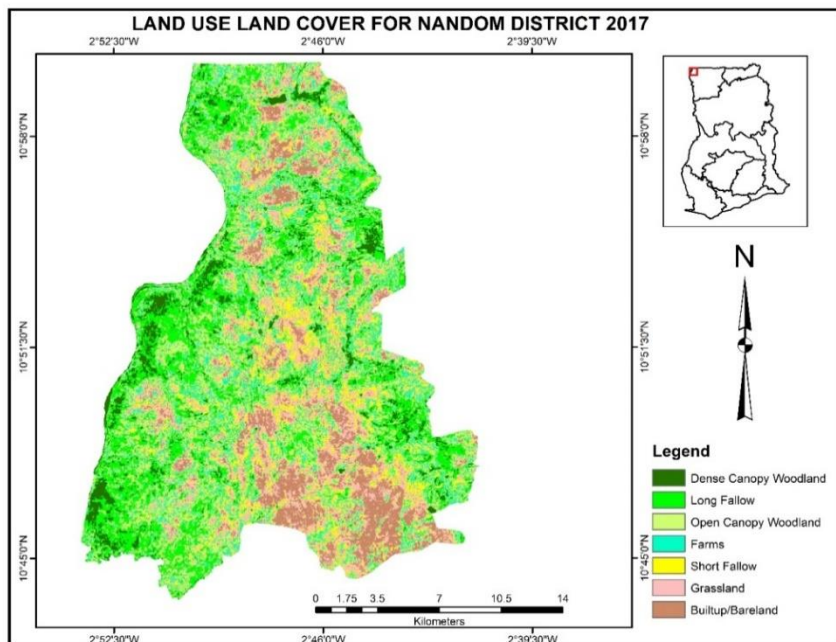 LAND USE LAND COVER FOR NANDOM DISTRICT 2017
2°52'30"W 2°46'0"W 2°39'30"W
10°58'0"N 10°58'0"N
N
10°51'30"N 10°51'30"N
Legend
Dense Canopy Woodland
Long Fallow
Open Canopy Woodland
Farms
Short Fallow
Grassland
Builtup/Bareland
10°45'0"N 10°45'0"N
0 1.75 3.5 7 10.5 14
Kilometers
2°52'30"W 2°46'0"W 2°39'30"W